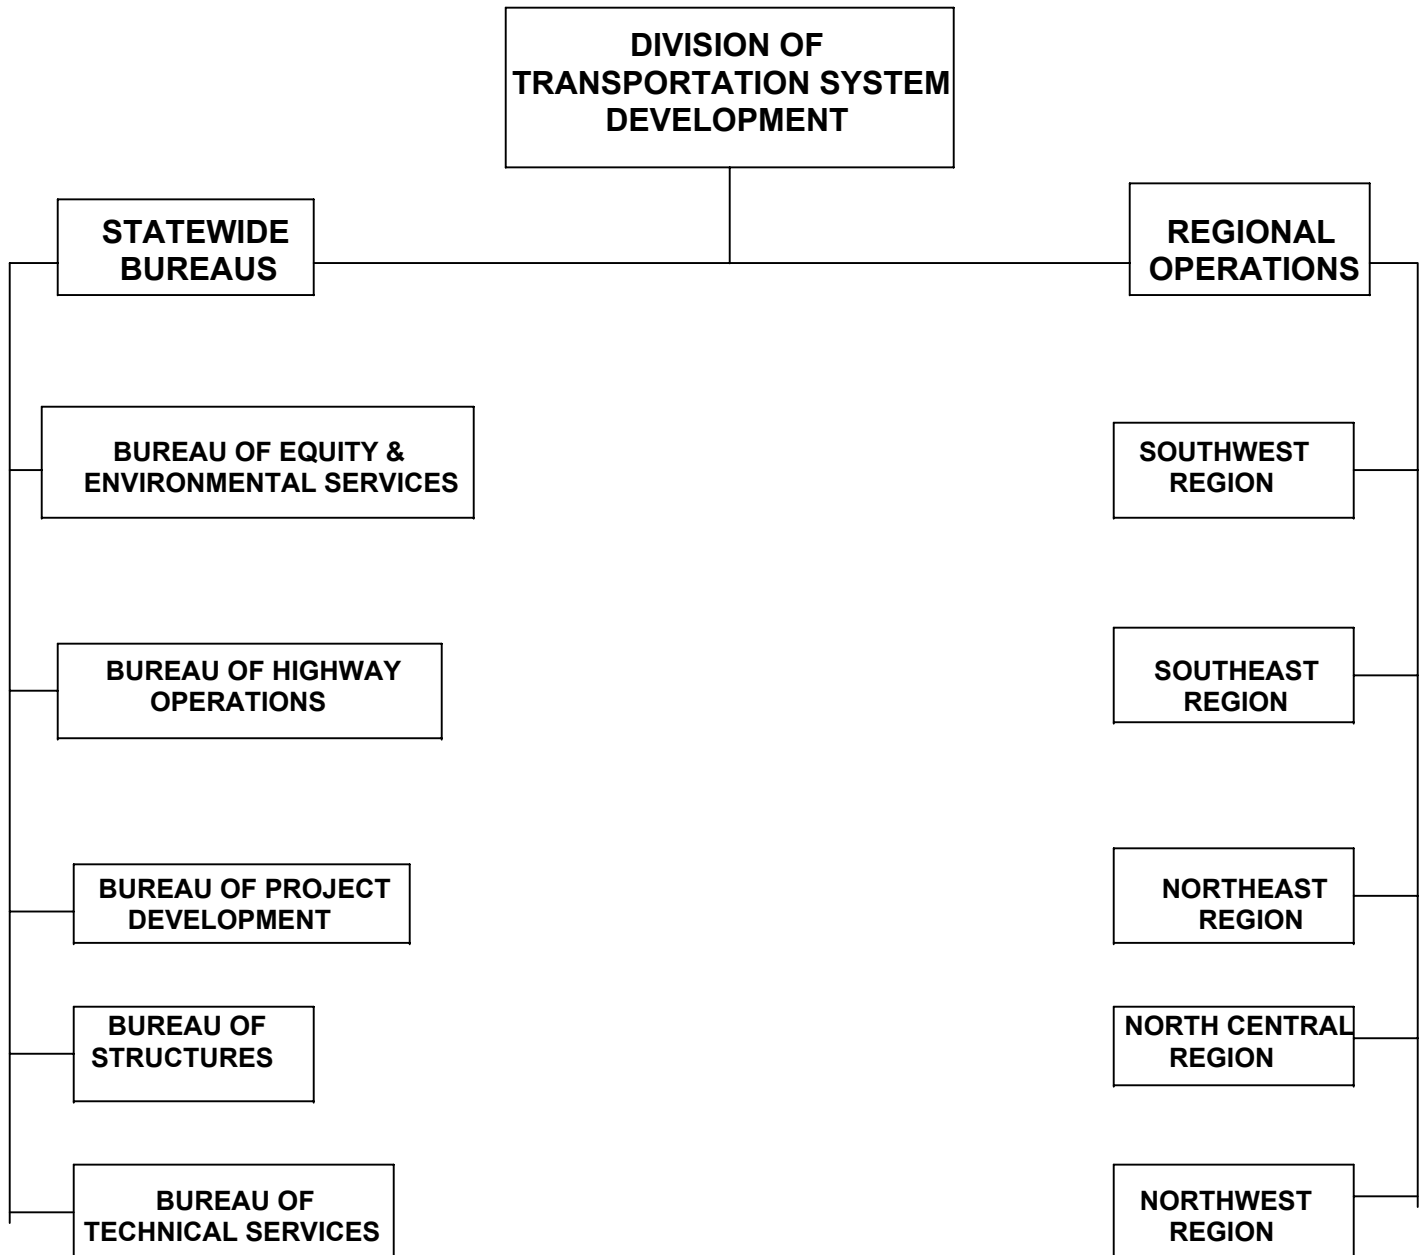 DIVISION OF
TRANSPORTATION SYSTEM
DEVELOPMENT
STATEWIDE
BUREAUS
REGIONAL
OPERATIONS
BUREAU OF EQUITY &
ENVIRONMENTAL SERVICES
SOUTHWEST
REGION
BUREAU OF HIGHWAY
OPERATIONS
SOUTHEAST
REGION
BUREAU OF PROJECT
DEVELOPMENT
NORTHEAST
REGION
BUREAU OF
STRUCTURES
NORTH CENTRAL
REGION
BUREAU OF
TECHNICAL SERVICES
NORTHWEST
REGION